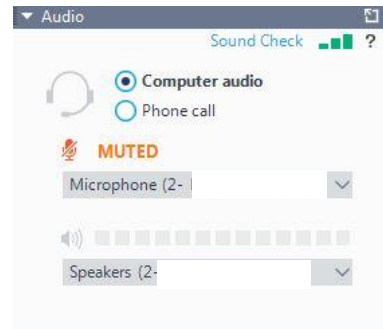 Audio
Sound Check ?
Computer audio
Phone call
MUTED
Microphone (2-
Speakers (2-